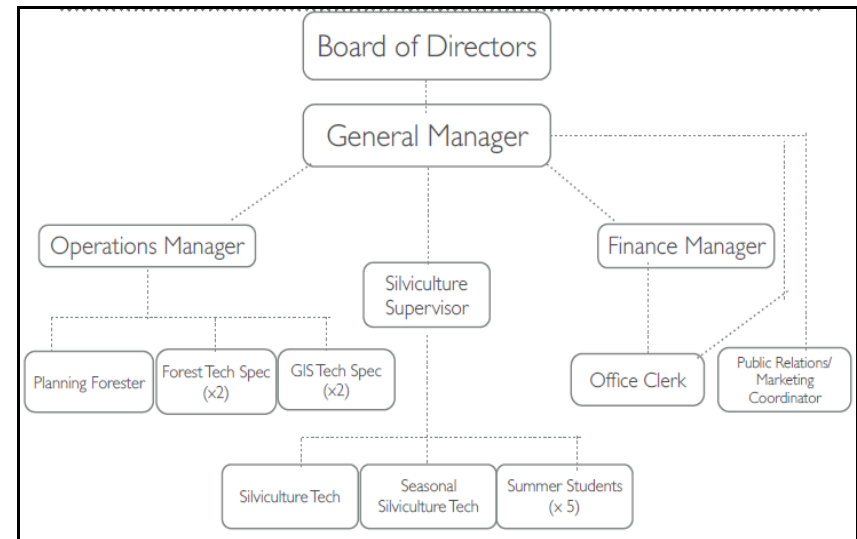 Board of Directors
General Manager
Operations Manager
Finance Manager
Silviculture
Supervisor
Planning Forester
Forest Tech Spec
(x2)
GIS Tech Spec
(x2)
Office Clerk
Public Relations/
Marketing
Coordinator
Silviculture Tech
Seasonal
Silviculture Tech
Summer Students
(x 5)